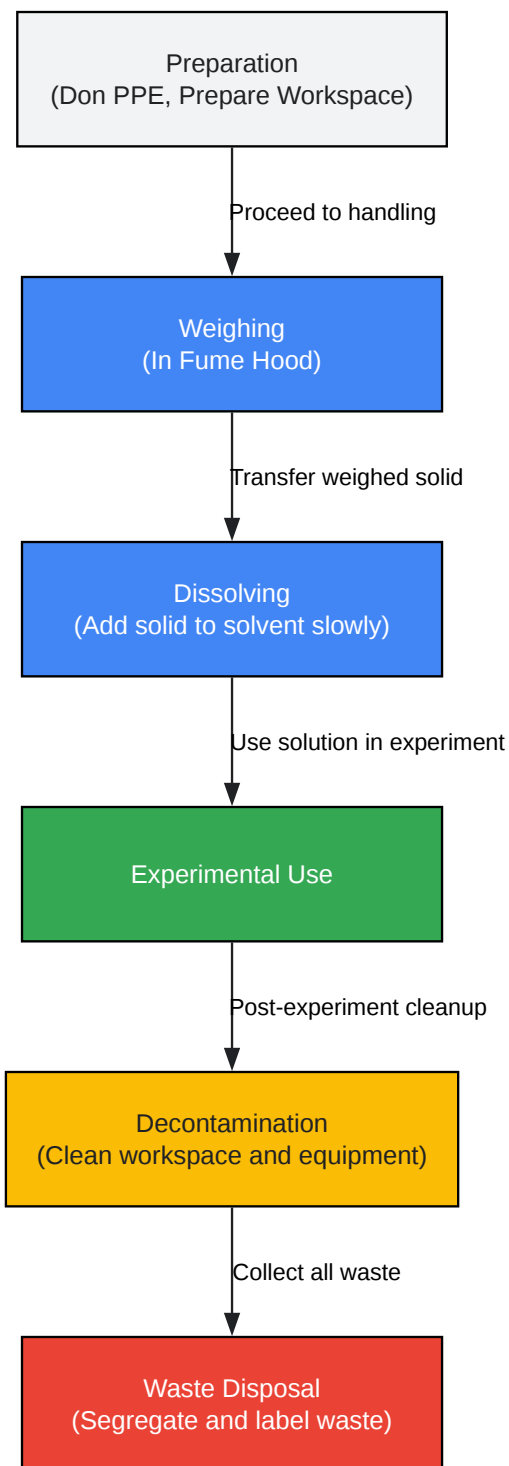 Preparation
(Don PPE, Prepare Workspace)
Proceed to handling
Weighing
(In Fume Hood)
Transfer weighed solid
Dissolving
(Add solid to solvent slowly)
Use solution in experiment
Experimental Use
Post-experiment cleanup
Decontamination
(Clean workspace and equipment)
Collect all waste
Waste Disposal
(Segregate and label waste)